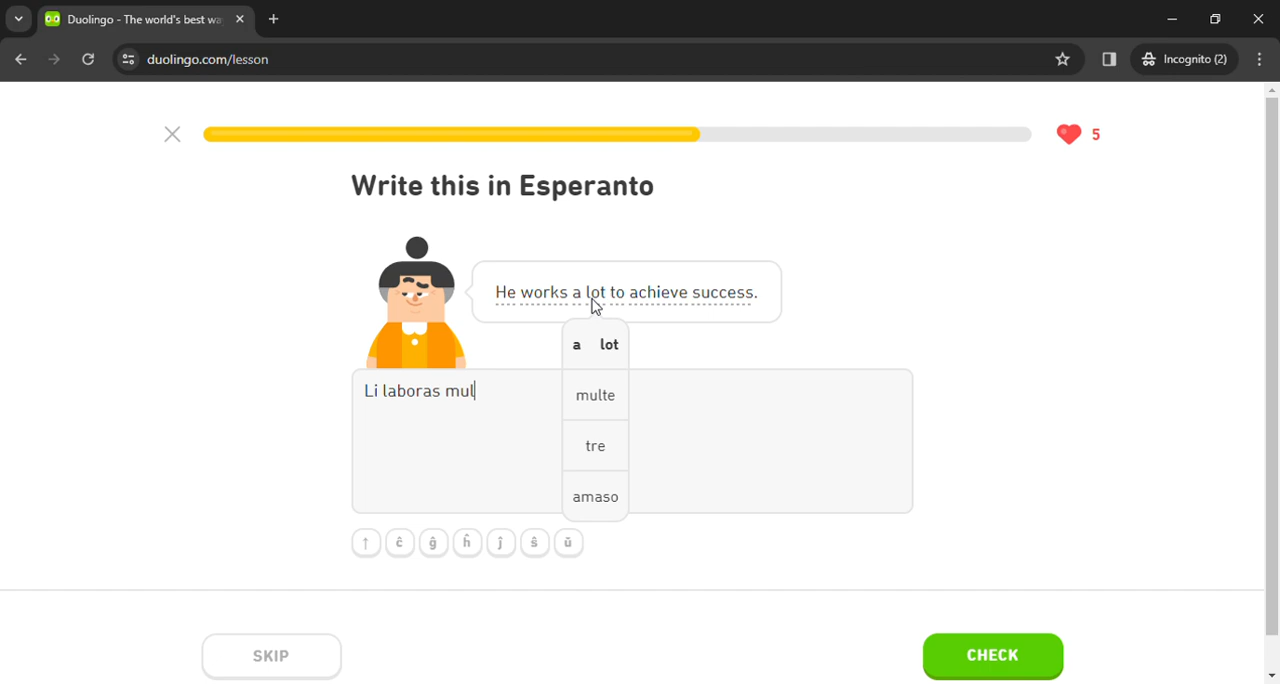 Duolingo - The world's best wa
duolingo.com/lesson
Incognito (2)
5
Write this in Esperanto
He works a lot to achieve success.
a lot
multe
tre
amaso
Li laboras mul
↑ ĉ ĝ ĥ ĵ ŝ ŭ
SKIP
CHECK